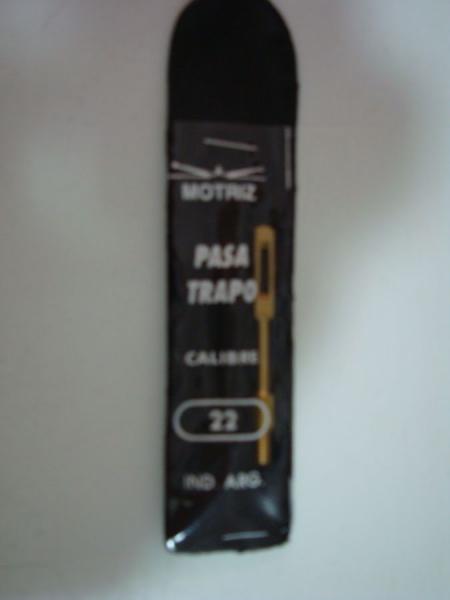 MOTRIZ
PASA
TRAPO
CALIBRE
22
IND ARG.